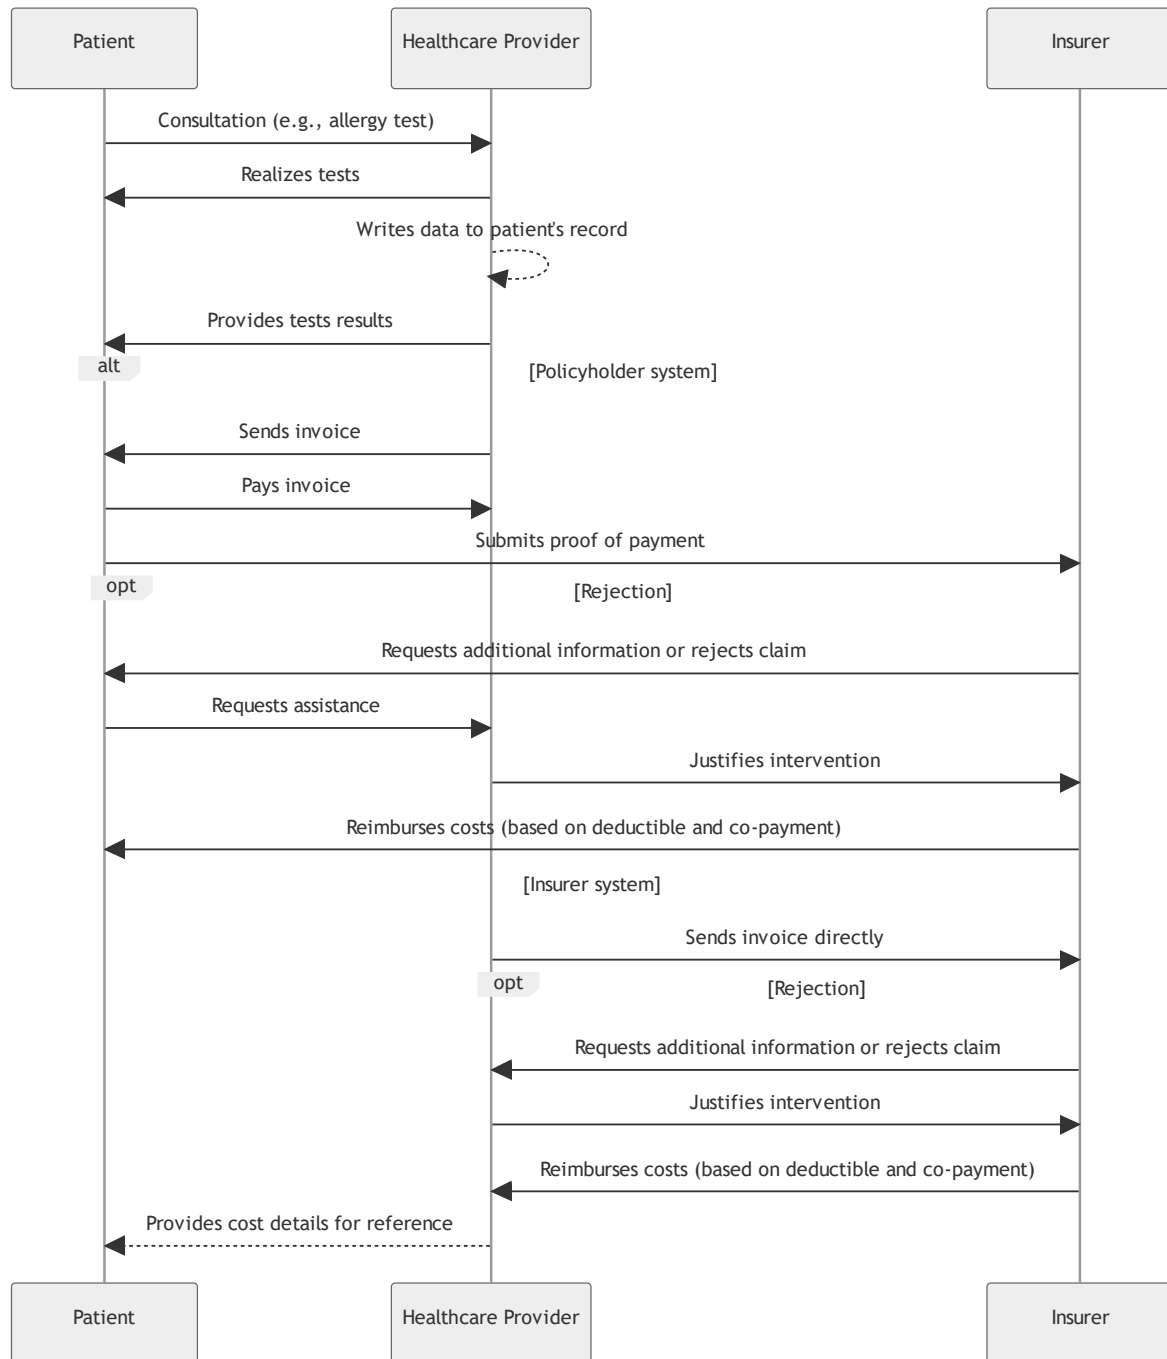 Patient
Healthcare Provider
Insurer
Consultation (e.g., allergy test)
Realizes tests
Writes data to patient's record
Provides tests results
alt
[Policyholder system]
Sends invoice
Pays invoice
Submits proof of payment
opt
[Rejection]
Requests additional information or rejects claim
Requests assistance
Justifies intervention
Reimburses costs (based on deductible and co-payment)
[Insurer system]
Sends invoice directly
opt
[Rejection]
Requests additional information or rejects claim
Justifies intervention
Reimburses costs (based on deductible and co-payment)
Provides cost details for reference
Patient
Healthcare Provider
Insurer